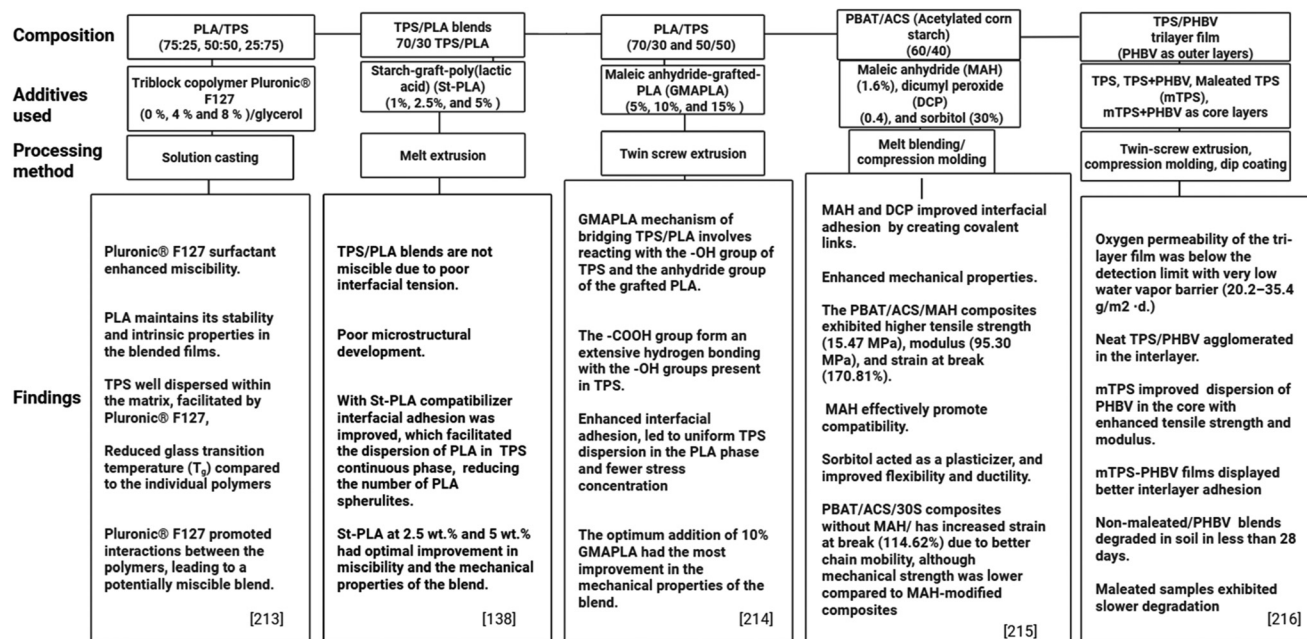 Composition
PLA/TPS
(75:25, 50:50, 25:75)
TPS/PLA blends
70/30 TPS/PLA
PLA/TPS
(70/30 and 50/50)
PBAT/ACS (Acetylated corn
starch)
(60/40)
TPS/PHBV
trilayer film
(PHBV as outer layers)
Additives
used
Triblock copolymer Pluronic®
F127
(0 %, 4 % and 8 % )/glycerol
Starch-graft-poly(lactic
acid) (St-PLA)
(1%, 2.5%, and 5% )
Maleic anhydride-grafted-
PLA (GMAPLA)
(5%, 10%, and 15% )
Maleic anhydride (MAH)
(1.6%), dicumyl peroxide
(DCP)
(0.4), and sorbitol (30%)
TPS, TPS+PHBV, Maleated TPS
(mTPS),
mTPS+PHBV as core layers
Processing
method
Solution casting
Melt extrusion
Twin screw extrusion
Melt blending/
compression molding
Twin-screw extrusion,
compression molding, dip coating
Findings
Pluronic® F127 surfactant
enhanced miscibility.
PLA maintains its stability
and intrinsic properties in
the blended films.
TPS well dispersed within
the matrix, facilitated by
Pluronic® F127,
Reduced glass transition
temperature (Tg) compared
to the individual polymers
Pluronic® F127 promoted
interactions between the
polymers, leading to a
potentially miscible blend.
[213]
TPS/PLA blends are not
miscible due to poor
interfacial tension.
Poor microstructural
development.
With St-PLA compatibilizer
interfacial adhesion was
improved, which facilitated
the dispersion of PLA in TPS
continuous phase, reducing
the number of PLA
spherulites.
St-PLA at 2.5 wt.% and 5 wt.%
had optimal improvement in
miscibility and the mechanical
properties of the blend.
[138]
GMAPLA mechanism of
bridging TPS/PLA involves
reacting with the -OH group of
TPS and the anhydride group
of the grafted PLA.
The -COOH group form an
extensive hydrogen bonding
with the -OH groups present
in TPS.
Enhanced interfacial
adhesion, led to uniform TPS
dispersion in the PLA phase
and fewer stress
concentration
The optimum addition of 10%
GMAPLA had the most
improvement in the
mechanical properties of the
blend.
[214]
MAH and DCP improved interfacial
adhesion by creating covalent
links.
Enhanced mechanical properties.
The PBAT/ACS/MAH composites
exhibited higher tensile strength
(15.47 MPa), modulus (95.30
MPa), and strain at break
(170.81%).
MAH effectively promote
compatibility.
Sorbitol acted as a plasticizer, and
improved flexibility and ductility.
PBAT/ACS/30S composites
without MAH/ has increased strain
at break (114.62%) due to better
chain mobility, although
mechanical strength was lower
compared to MAH-modified
composites
[215]
Oxygen permeability of the tri-
layer film was below the
detection limit with very low
water vapor barrier (20.2–35.4
g/m2 ·d.)
Neat TPS/PHBV agglomerated
in the interlayer.
mTPS improved dispersion of
PHBV in the core with
enhanced tensile strength and
modulus.
mTPS-PHBV films displayed
better interlayer adhesion
Non-maleated/PHBV blends
degraded in soil in less than 28
days.
Maleated samples exhibited
slower degradation
[216]